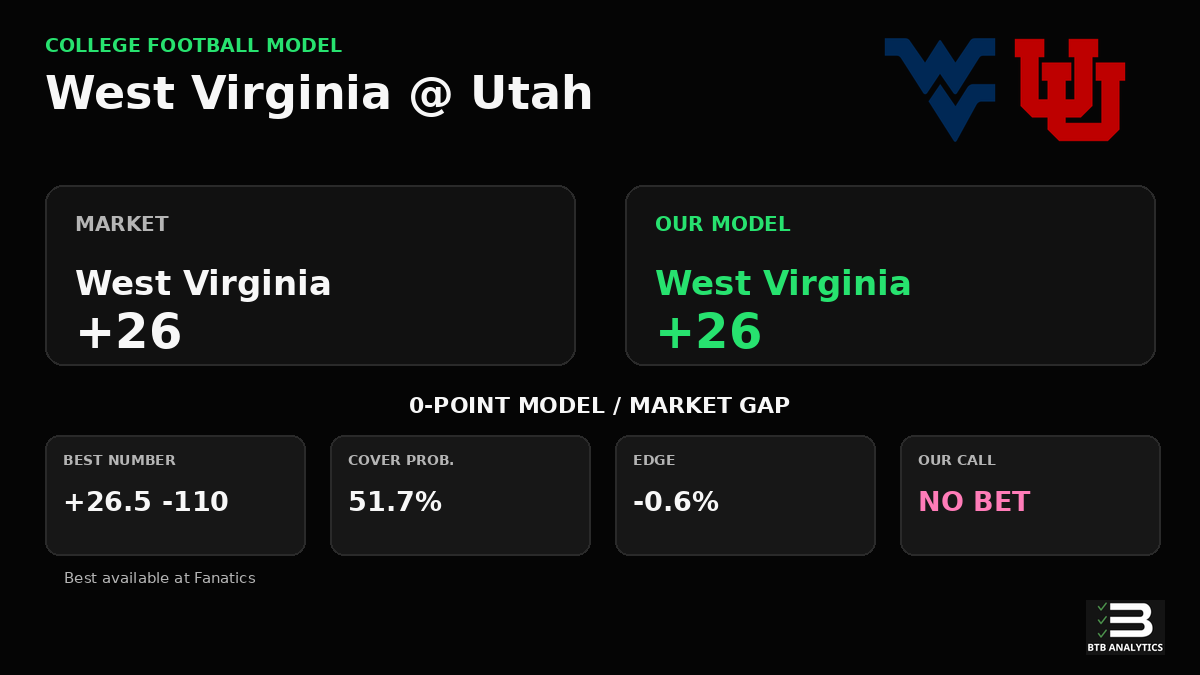 COLLEGE FOOTBALL MODEL
West Virginia @ Utah
MARKET
West Virginia
+26
OUR MODEL
West Virginia
+26
0-POINT MODEL / MARKET GAP
BEST NUMBER
+26.5 -110
COVER PROB.
51.7%
EDGE
-0.6%
OUR CALL
NO BET
Best available at Fanatics
BTB ANALYTICS